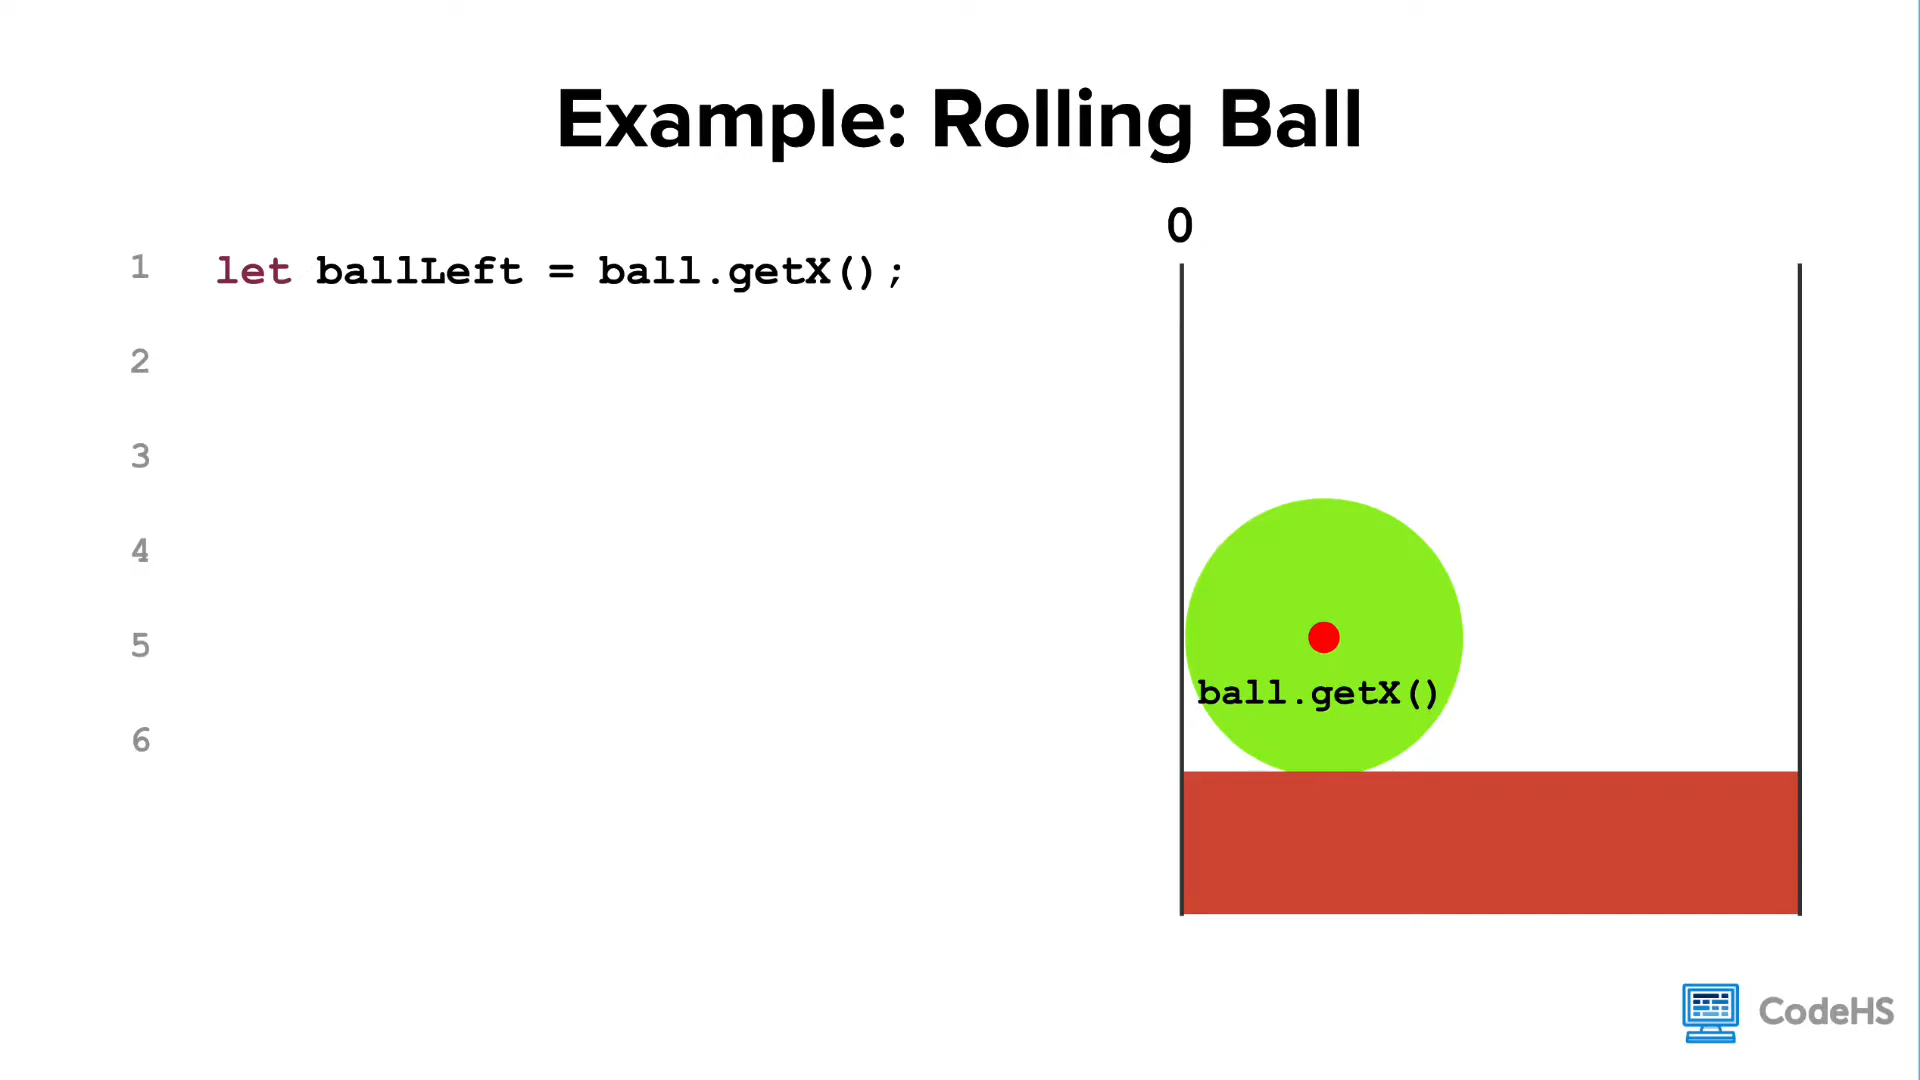 Example: Rolling Ball
0
1 let ballLeft = ball.getX();
2
3
4
5
6
ball.getX()
CodeHS